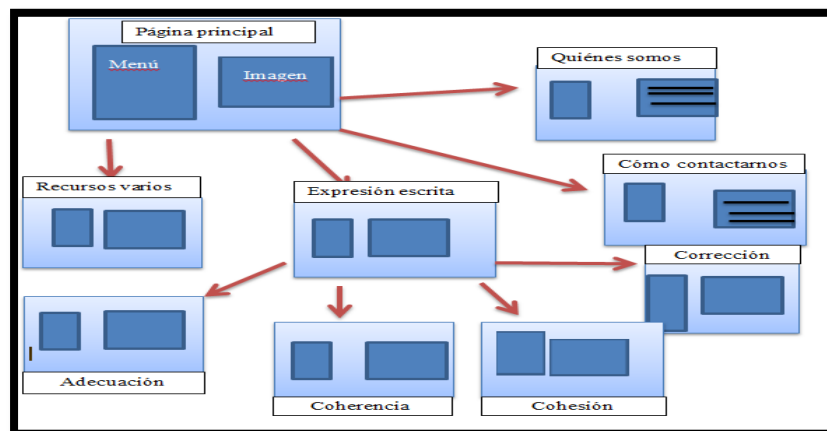 Página principal
Menú
Imagen
Quiénes somos
Cómo contactarnos
Recursos varios
Expresión escrita
Corrección
Adecuación
Coherencia
Cohesión